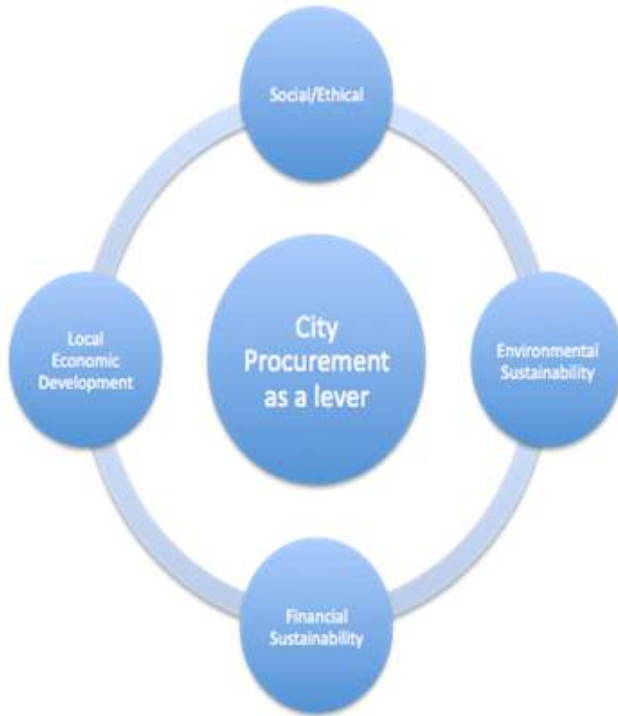 Social/Ethical
Local
Economic
Development
City
Procurement
as a lever
Environmental
Sustainability
Financial
Sustainability